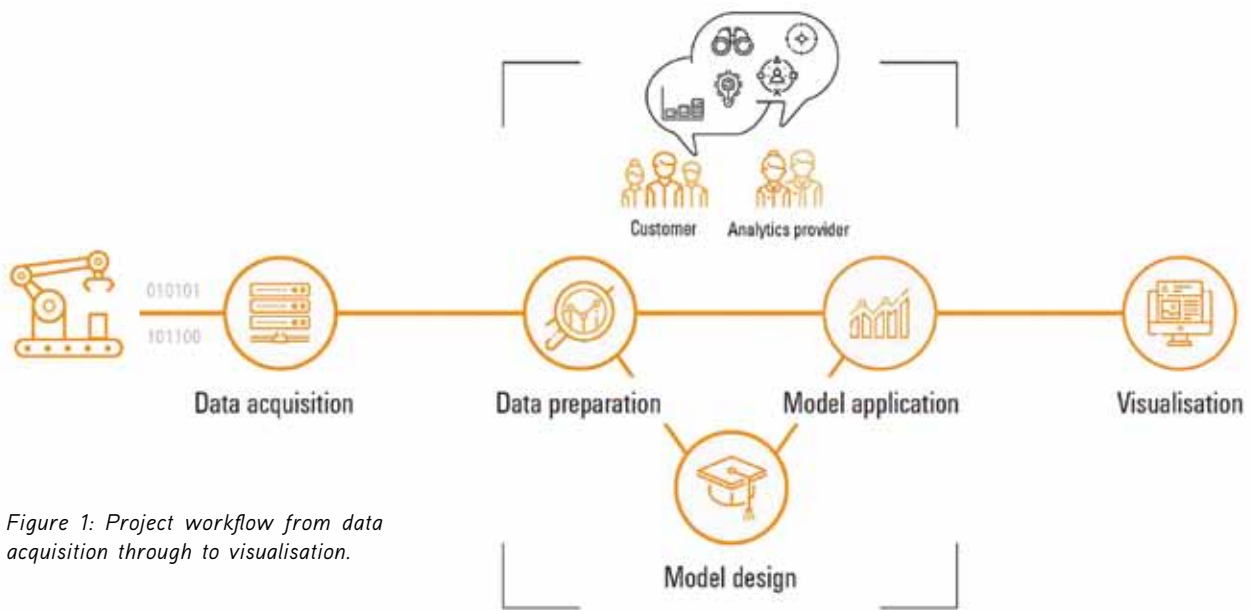 Customer
Analytics provider
010101
101100
Data acquisition
Data preparation
Model application
Visualisation
Model design
Figure 1: Project workflow from data
acquisition through to visualisation.